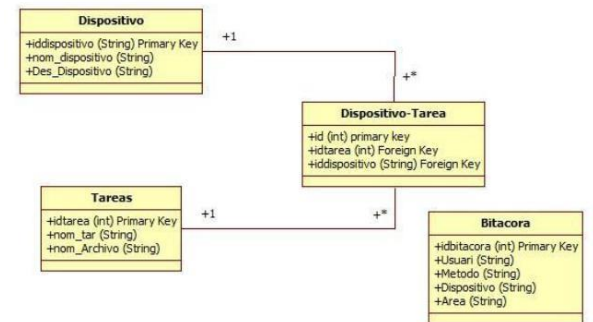 Dispositivo
+iddispositivo (String) Primary Key
+nom_dispositivo (String)
+Des_Dispositivo (String)
+1
+*
Dispositivo-Tarea
+id (int) primary key
+idtarea (int) Foreign Key
+iddispositivo (String) Foreign Key
Tareas
+idtarea (int) Primary Key
+nom_tar (String)
+nom_Archivo (String)
+1
+*
Bitacora
+idbitacora (int) Primary Key
+Usuari (String)
+Metodo (String)
+Dispositivo (String)
+Area (String)